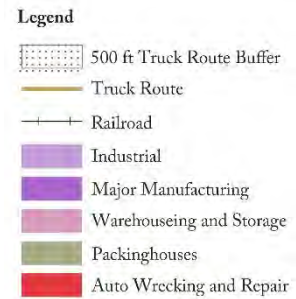 Legend
500 ft Truck Route Buffer
Truck Route
Railroad
Industrial
Major Manufacturing
Warehouseing and Storage
Packinghouses
Auto Wrecking and Repair